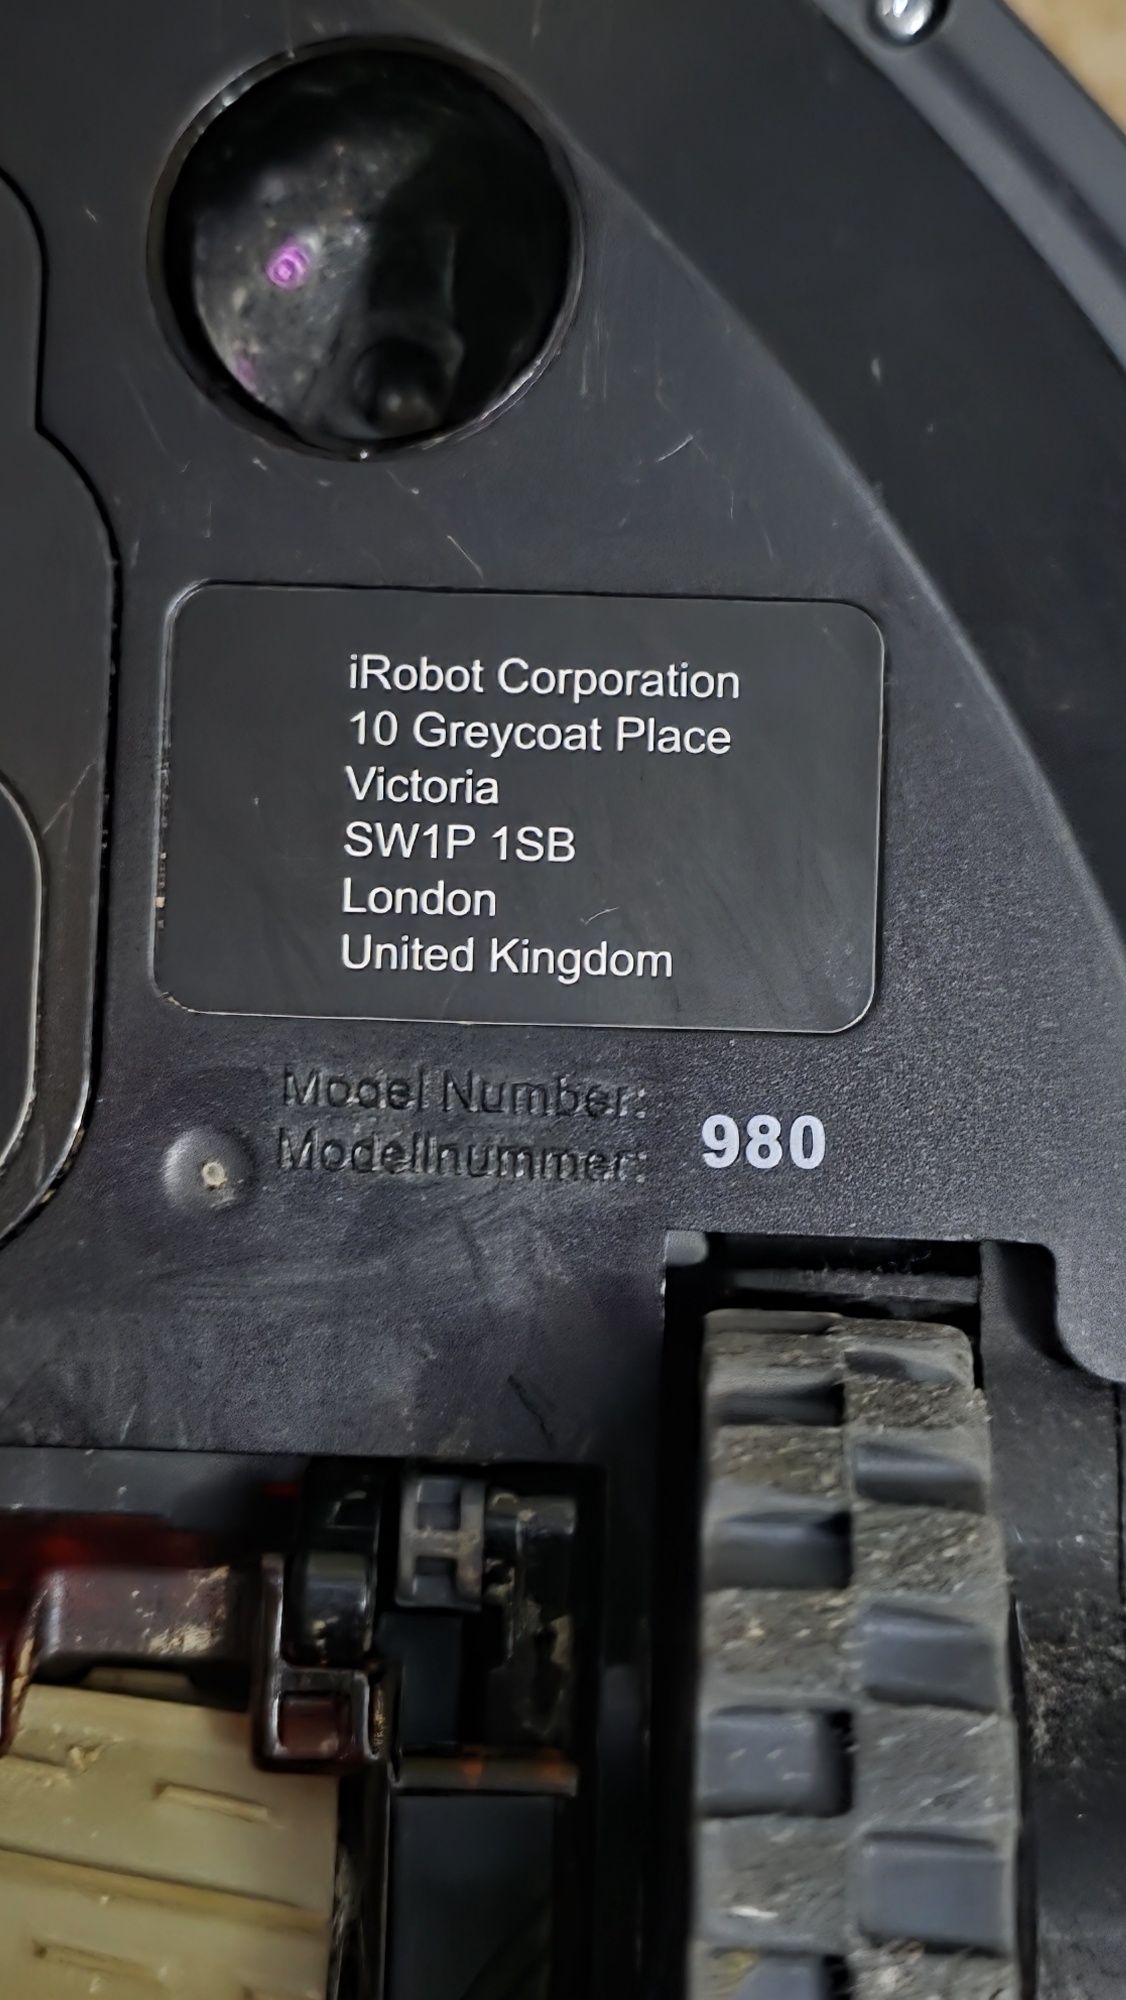 iRobot Corporation
10 Greycoat Place
Victoria
SW1P 1SB
London
United Kingdom
Model Number:
Modellnummer: 980